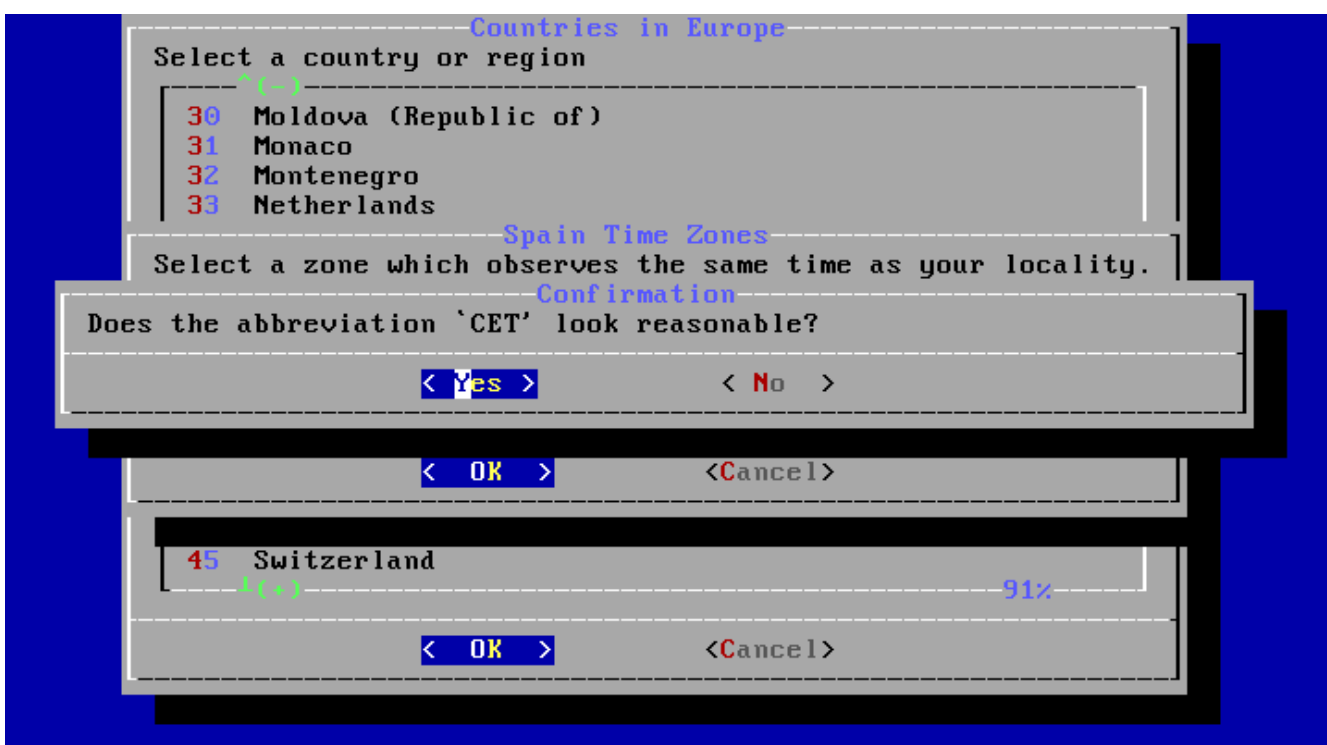 Countries in Europe
Select a country or region
^(-)
30 Moldova (Republic of)
31 Monaco
32 Montenegro
33 Netherlands
Spain Time Zones
Select a zone which observes the same time as your locality.
Confirmation
Does the abbreviation `CET' look reasonable?
< Yes > < No >
< OK > <Cancel>
45 Switzerland
┴(+) 91%
< OK > <Cancel>